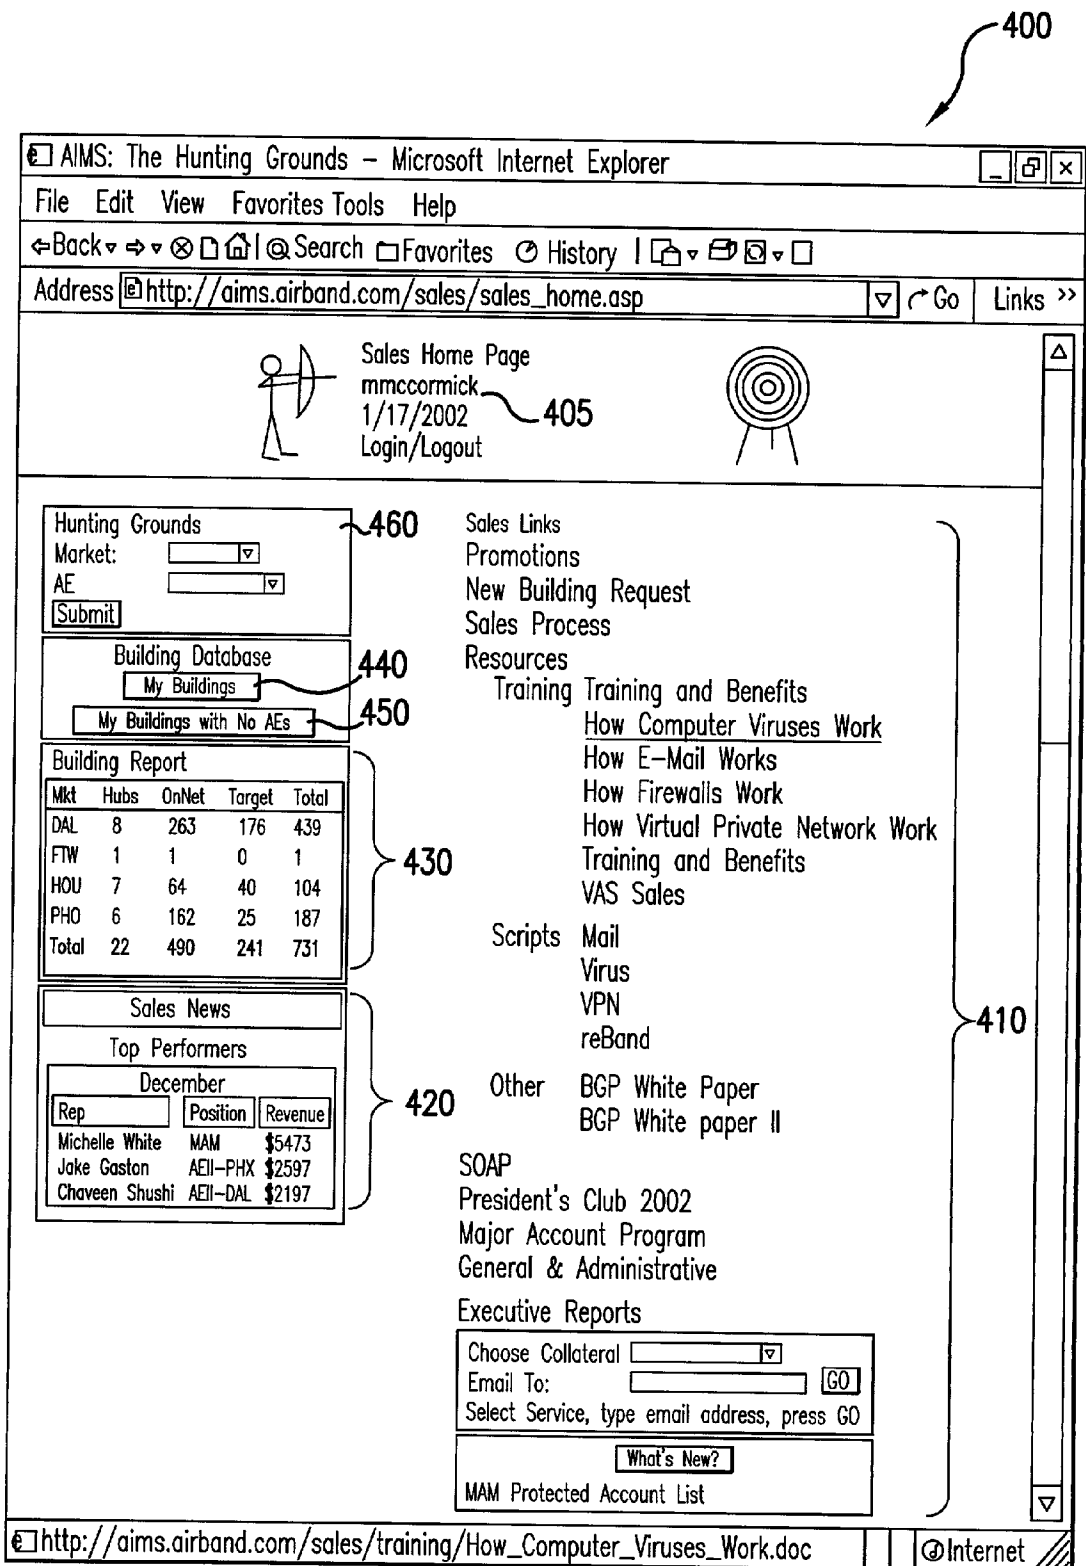 400
AIMS: The Hunting Grounds – Microsoft Internet Explorer
File Edit View Favorites Tools Help
Back Search Favorites History
Address http://aims.airband.com/sales/sales_home.asp Go Links >>
Sales Home Page
mmccormick
405
1/17/2002
Login/Logout
Hunting Grounds
460
Market:
AE
Submit
Building Database
My Buildings
440
My Buildings with No AEs
450
Building Report
Mkt Hubs OnNet Target Total
DAL 8 263 176 439
FTW 1 1 0 1
HOU 7 64 40 104
PHO 6 162 25 187
Total 22 490 241 731
430
Sales News
Top Performers
December
Rep Position Revenue
Michelle White MAM $5473
Jake Gaston AEII–PHX $2597
Chaveen Shushi AEII–DAL $2197
420
Sales Links
Promotions
New Building Request
Sales Process
Resources
Training Training and Benefits
How Computer Viruses Work
How E–Mail Works
How Firewalls Work
How Virtual Private Network Work
Training and Benefits
VAS Sales
Scripts Mail
Virus
VPN
reBand
Other BGP White Paper
BGP White paper II
SOAP
President's Club 2002
Major Account Program
General & Administrative
Executive Reports
Choose Collateral
Email To: GO
Select Service, type email address, press GO
What's New?
MAM Protected Account List
410
http://aims.airband.com/sales/training/How_Computer_Viruses_Work.doc Internet